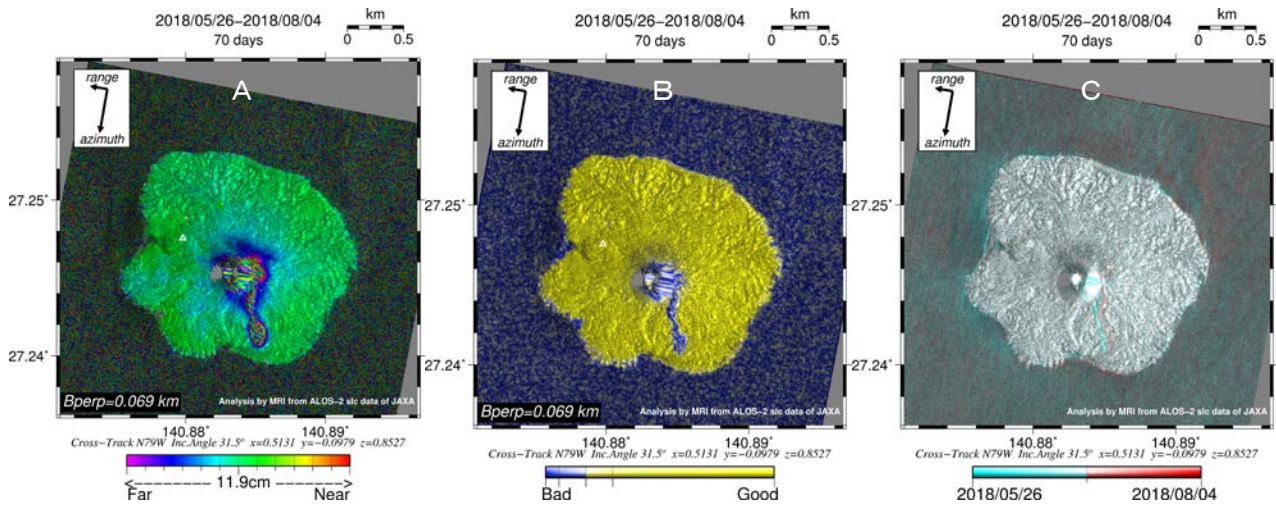 2018/05/26−2018/08/04
70 days
km
0 0.5
A
range
azimuth
27.25°
27.24°
Bperp=0.069 km
Analysis by MRI from ALOS−2 slc data of JAXA
140.88° 140.89°
Cross−Track N79W Inc.Angle 31.5° x=0.5131 y=−0.0979 z=0.8527
11.9cm
Far Near
2018/05/26−2018/08/04
70 days
km
0 0.5
B
range
azimuth
27.25°
27.24°
Bperp=0.069 km
Analysis by MRI from ALOS−2 slc data of JAXA
140.88° 140.89°
Cross−Track N79W Inc.Angle 31.5° x=0.5131 y=−0.0979 z=0.8527
Bad Good
2018/05/26−2018/08/04
70 days
km
0 0.5
C
range
azimuth
27.25°
27.24°
Analysis by MRI from ALOS−2 slc data of JAXA
140.88° 140.89°
Cross−Track N79W Inc.Angle 31.5° x=0.5131 y=−0.0979 z=0.8527
2018/05/26 2018/08/04